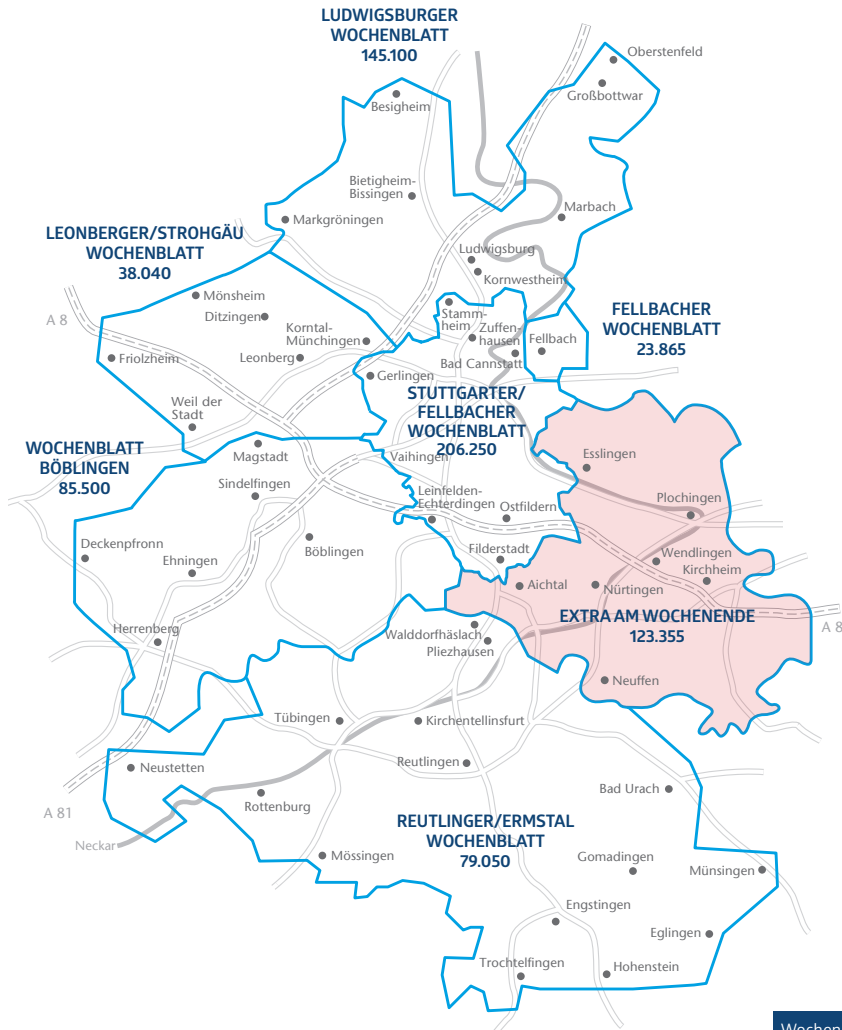 LUDWIGSBURGER
WOCHENBLATT
145.100
Oberstenfeld
Großbottwar
Besigheim
Bietigheim-
Bissingen
Markgröningen
Marbach
LEONBERGER/STROHGÄU
WOCHENBLATT
38.040
Ludwigsburg
Kornwestheim
Mönsheim
Ditzingen
A 8
Korntal-
Münchingen
Stamm-
heim
Zuffen-
hausen
Fellbach
FELLBACHER
WOCHENBLATT
23.865
Friolzheim
Leonberg
Bad Cannstatt
Gerlingen
STUTTGARTER/
FELLBACHER
WOCHENBLATT
206.250
Weil der
Stadt
WOCHENBLATT
BÖBLINGEN
85.500
Magstadt
Vaihingen
Esslingen
Sindelfingen
Leinfelden-
Echterdingen
Ostfildern
Plochingen
Deckenpfronn
Ehningen
Böblingen
Filderstadt
Wendlingen
Kirchheim
Aichtal
Nürtingen
EXTRA AM WOCHENENDE
123.355
A 8
Herrenberg
Walddorfhäslach
Pliezhausen
Neuffen
Tübingen
Kirchentellinsfurt
Neustetten
Reutlingen
Rottenburg
Bad Urach
A 81
Neckar
REUTLINGER/ERMSTAL
WOCHENBLATT
79.050
Mössingen
Gomadingen
Münsingen
Engstingen
Eglingen
Trochtelfingen
Hohenstein
Wochen